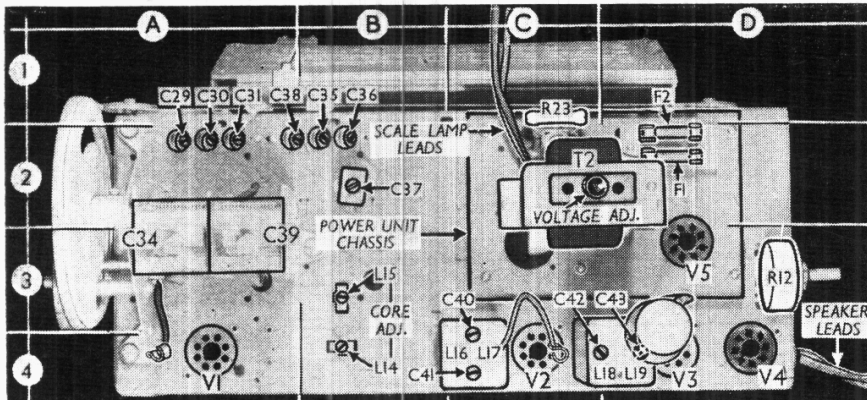 A B C D
1
C29 C30 C31 C38 C35 C36 R23 F2
SCALE LAMP
LEADS
2
T2
C37 F1
VOLTAGE ADJ.
POWER UNIT
CHASSIS
C34 C39
V5
3
L15 R12
C40 C42 C43
CORE
ADJ.
SPEAKER
LEADS
L16 L17
L14
4
V1 C41 V2 L18 L19 V3 V4